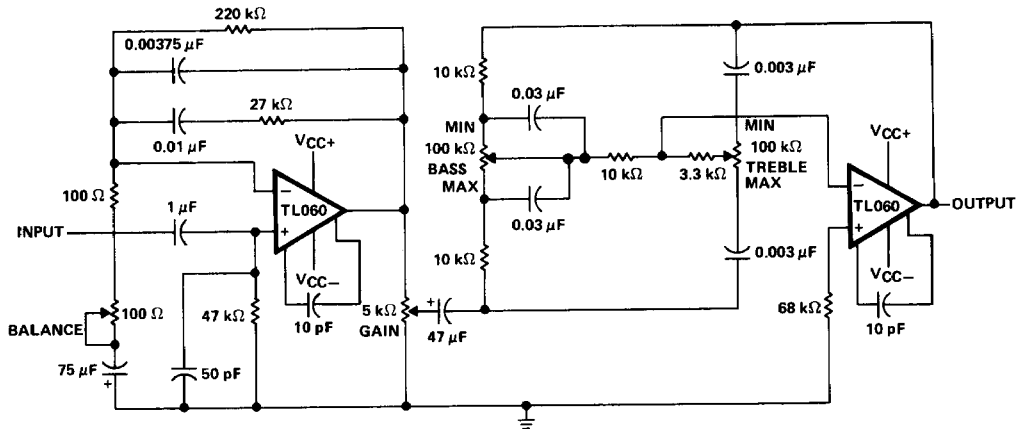 220 kΩ
0.00375 µF
27 kΩ
0.01 µF
VCC+
100 Ω
1 µF
−
TL060
+
INPUT
VCC−
10 pF
47 kΩ
100 Ω
BALANCE
75 µF
+
50 pF
5 kΩ
GAIN
+
47 µF
10 kΩ
0.03 µF
MIN
100 kΩ
BASS
MAX
0.03 µF
10 kΩ
10 kΩ
3.3 kΩ
0.003 µF
MIN
100 kΩ
TREBLE
MAX
0.003 µF
VCC+
−
TL060
+
OUTPUT
VCC−
68 kΩ
10 pF